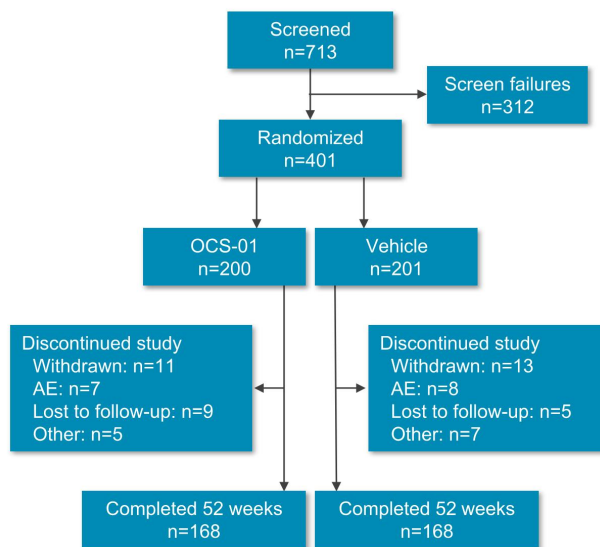 Screened
n=713
Screen failures
n=312
Randomized
n=401
OCS-01
n=200
Vehicle
n=201
Discontinued study
Withdrawn: n=11
AE: n=7
Lost to follow-up: n=9
Other: n=5
Discontinued study
Withdrawn: n=13
AE: n=8
Lost to follow-up: n=5
Other: n=7
Completed 52 weeks
n=168
Completed 52 weeks
n=168